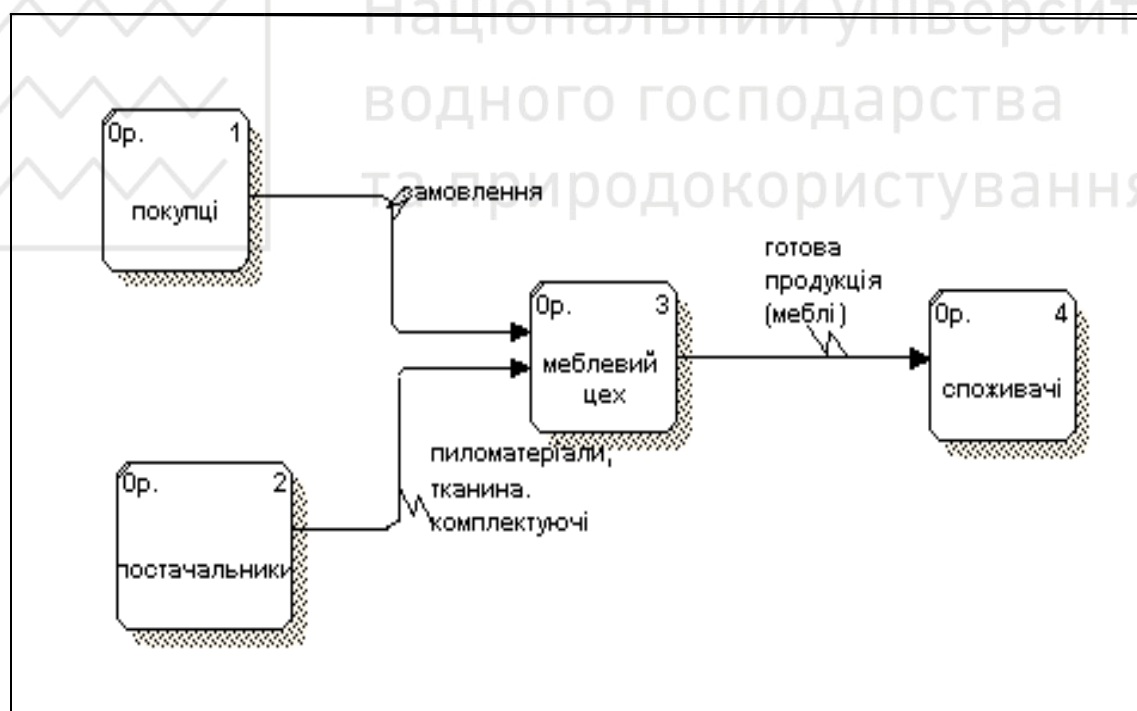 Національний університ
водного господарства
та природокористування
0р. 1
покупці
замовлення
готова
продукція
(меблі)
0р. 3
меблевий
цех
0р. 4
споживачі
пиломатеріали,
тканина.
комплектуючі
0р. 2
постачальники